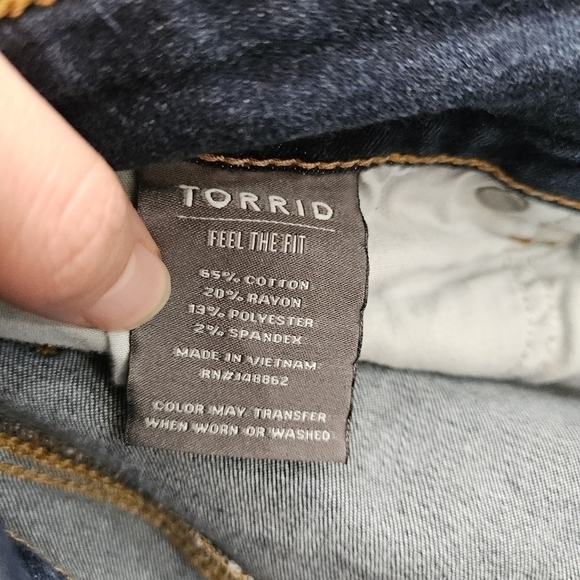 TORRID
FEEL THE FIT
65% COTTON
20% RAYON
13% POLYESTER
2% SPANDEX
MADE IN VIETNAM
RN#148862
COLOR MAY TRANSFER
WHEN WORN OR WASHED